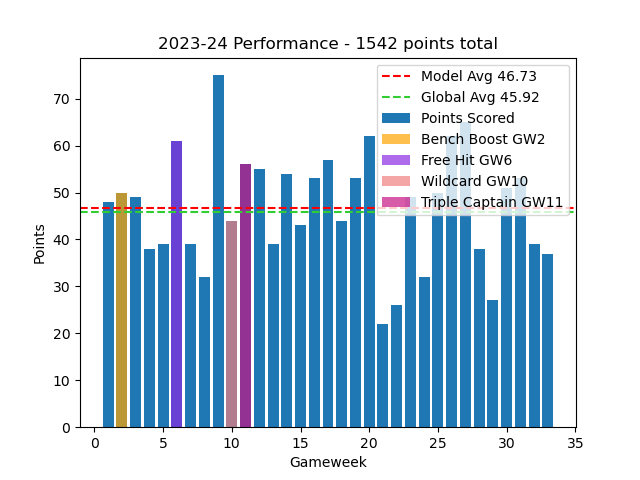 2023-24 Performance - 1542 points total
Model Avg 46.73
Global Avg 45.92
Points Scored
Bench Boost GW2
Free Hit GW6
Wildcard GW10
Triple Captain GW11
Points
70
60
50
40
30
20
10
0
0 5 10 15 20 25 30 35
Gameweek